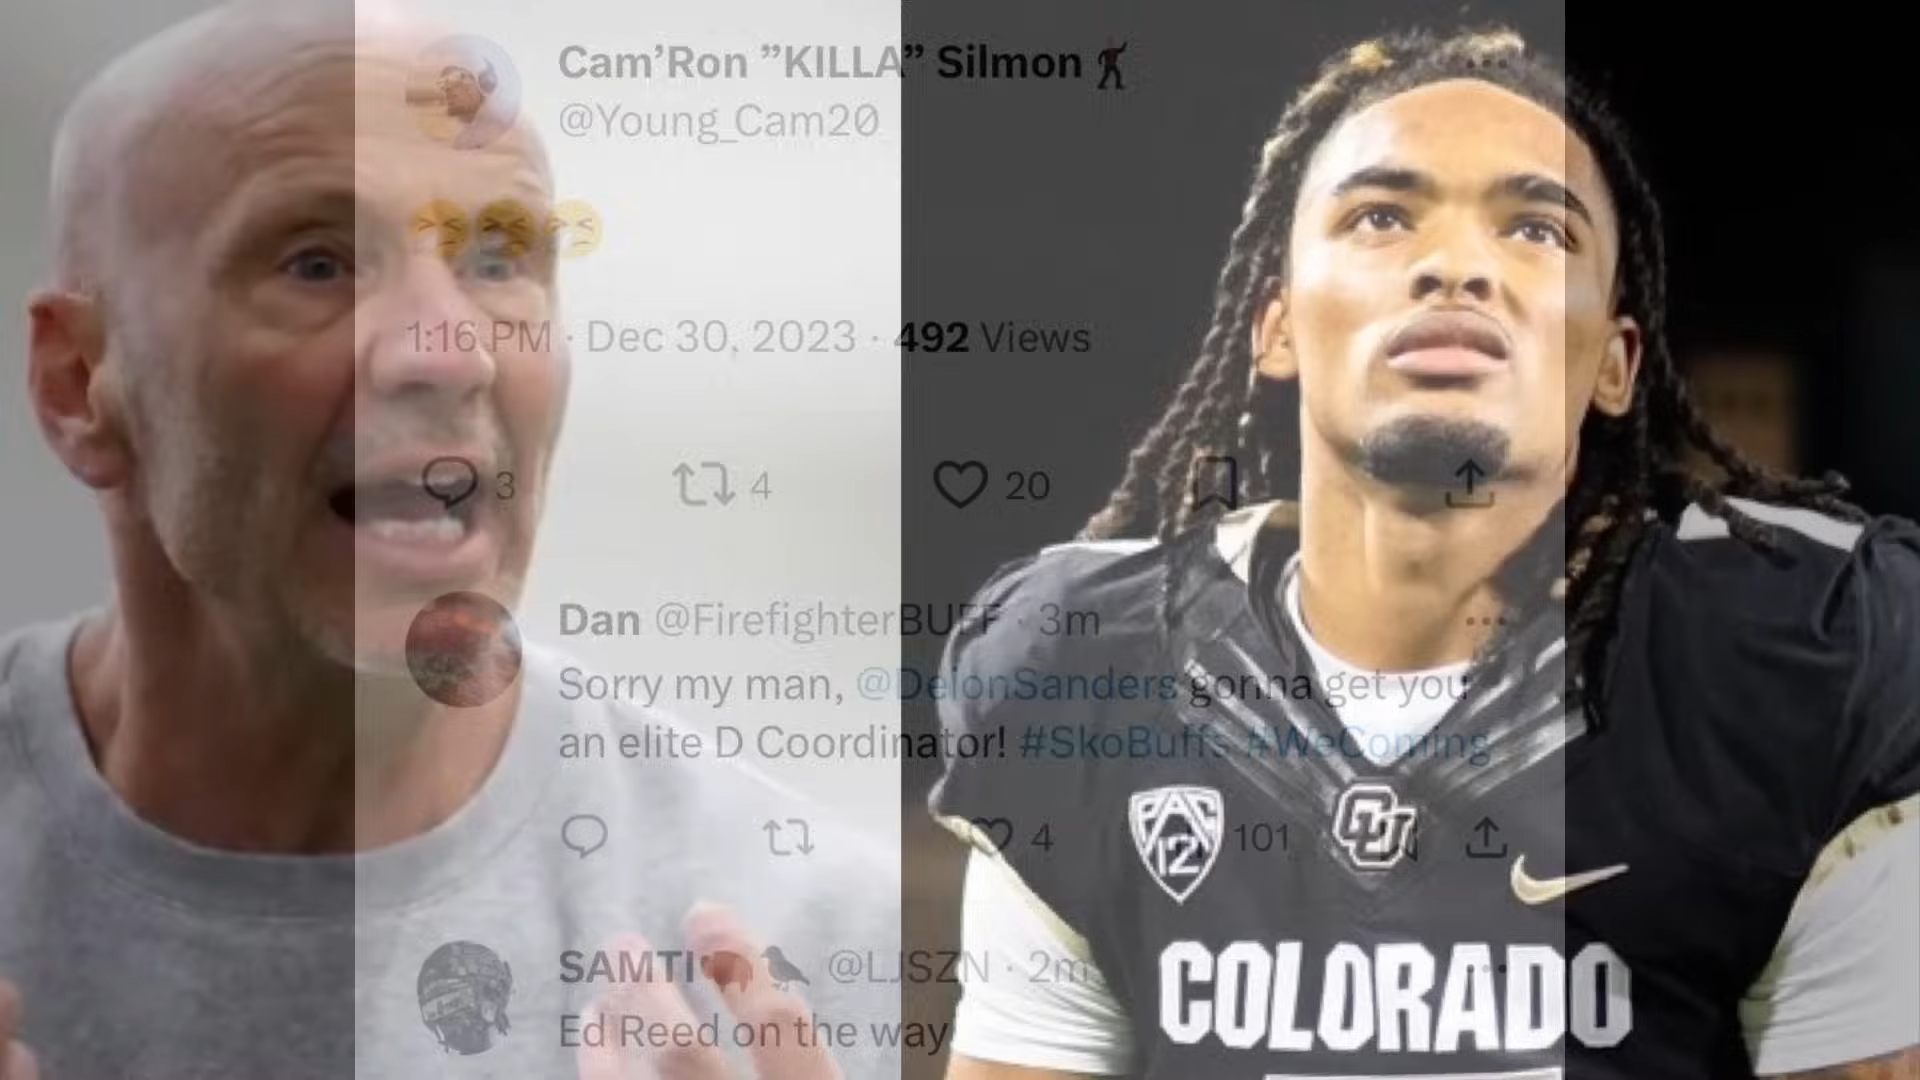 Cam’Ron ”KILLA” Silmon
@Young_Cam20
1:16 PM · Dec 30, 2023 · 492 Views
3 4 20
Dan @FirefighterBUFF · 3m
Sorry my man, @DeionSanders gonna get you
an elite D Coordinator! #SkoBuffs #WeComing
4 101
SAMTI @LJSZN · 2m
Ed Reed on the way
PAC
12
CU
COLORADO